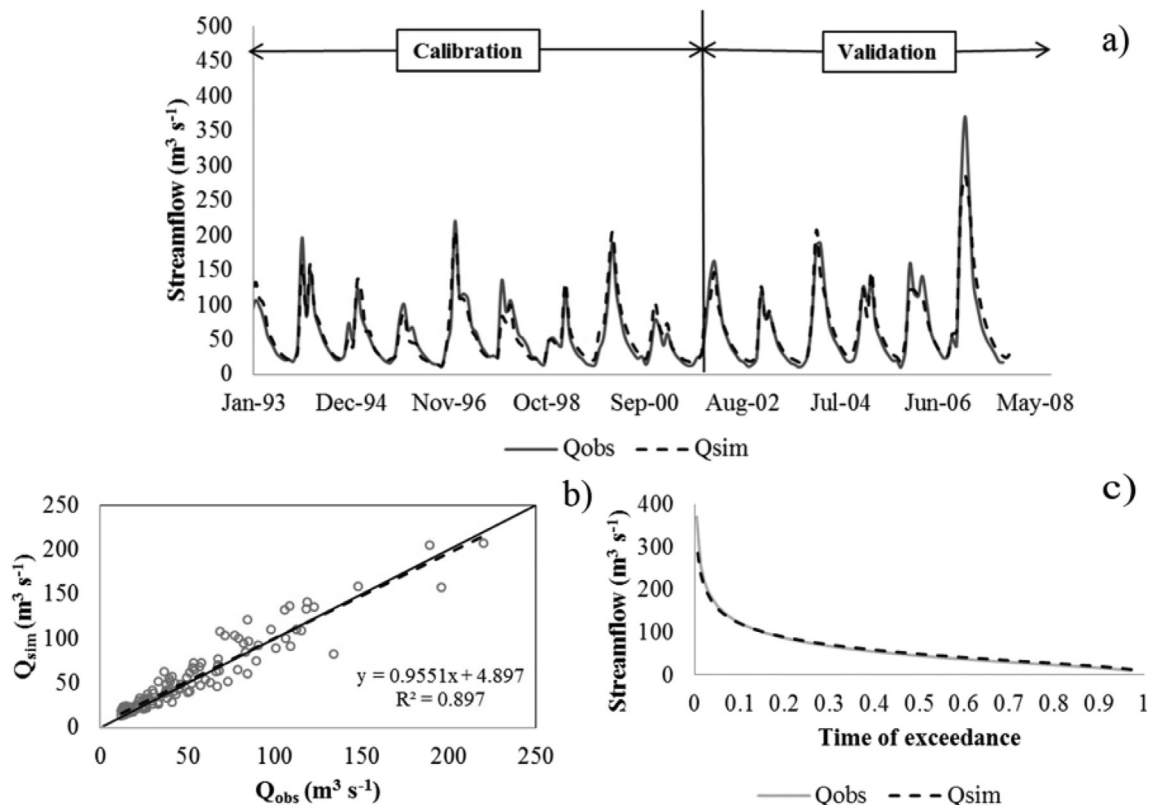 a)
Calibration Validation
Streamflow (m³ s⁻¹)
500
450
400
350
300
250
200
150
100
50
0
Jan-93 Dec-94 Nov-96 Oct-98 Sep-00 Aug-02 Jul-04 Jun-06 May-08
Qobs Qsim
b)
Qsim (m³ s⁻¹)
250
200
150
100
50
0
y = 0.9551x + 4.897
R² = 0.897
0 50 100 150 200 250
Qobs (m³ s⁻¹)
c)
Streamflow (m³ s⁻¹)
400
300
200
100
0
0 0.1 0.2 0.3 0.4 0.5 0.6 0.7 0.8 0.9 1
Time of exceedance
Qobs Qsim